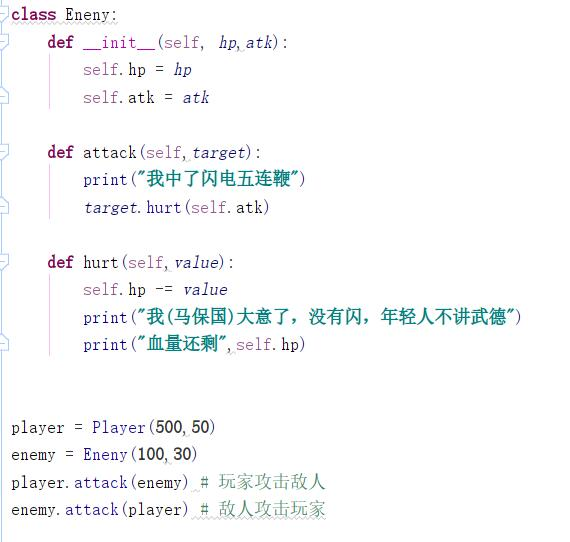 class Eneny:
    def __init__(self, hp,atk):
        self.hp = hp
        self.atk = atk
    def attack(self,target):
        print("我中了闪电五连鞭")
        target.hurt(self.atk)
    def hurt(self,value):
        self.hp -= value
        print("我(马保国)大意了，没有闪，年轻人不讲武德")
        print("血量还剩",self.hp)
player = Player(500,50)
enemy = Eneny(100,30)
player.attack(enemy) # 玩家攻击敌人
enemy.attack(player) # 敌人攻击玩家